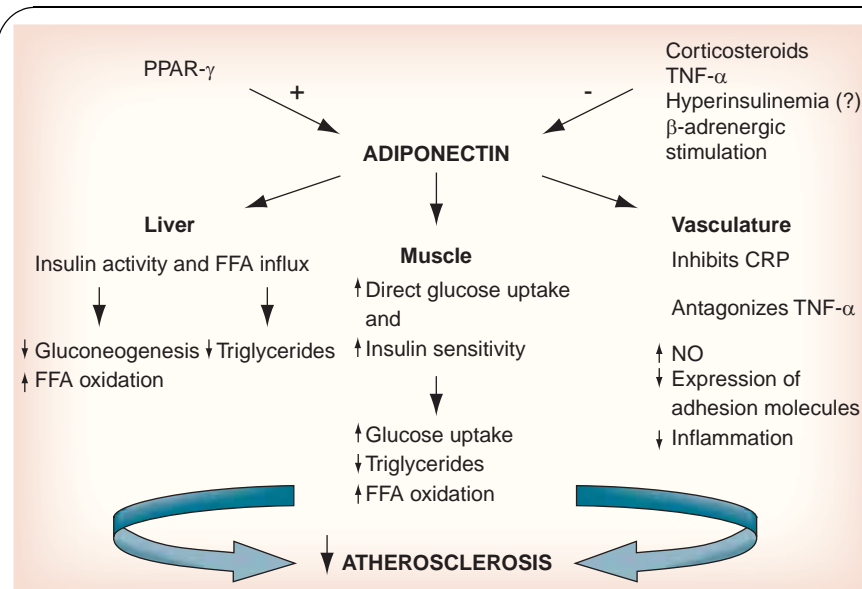 PPAR-γ
+
-
Corticosteroids
TNF-α
Hyperinsulinemia (?)
β-adrenergic
stimulation
ADIPONECTIN
Liver
Insulin activity and FFA influx
↓ Gluconeogenesis ↓ Triglycerides
↑ FFA oxidation
Muscle
↑ Direct glucose uptake
and
↑ Insulin sensitivity
↑ Glucose uptake
↓ Triglycerides
↑ FFA oxidation
Vasculature
Inhibits CRP
Antagonizes TNF-α
↑ NO
↓ Expression of
adhesion molecules
↓ Inflammation
↓ ATHEROSCLEROSIS